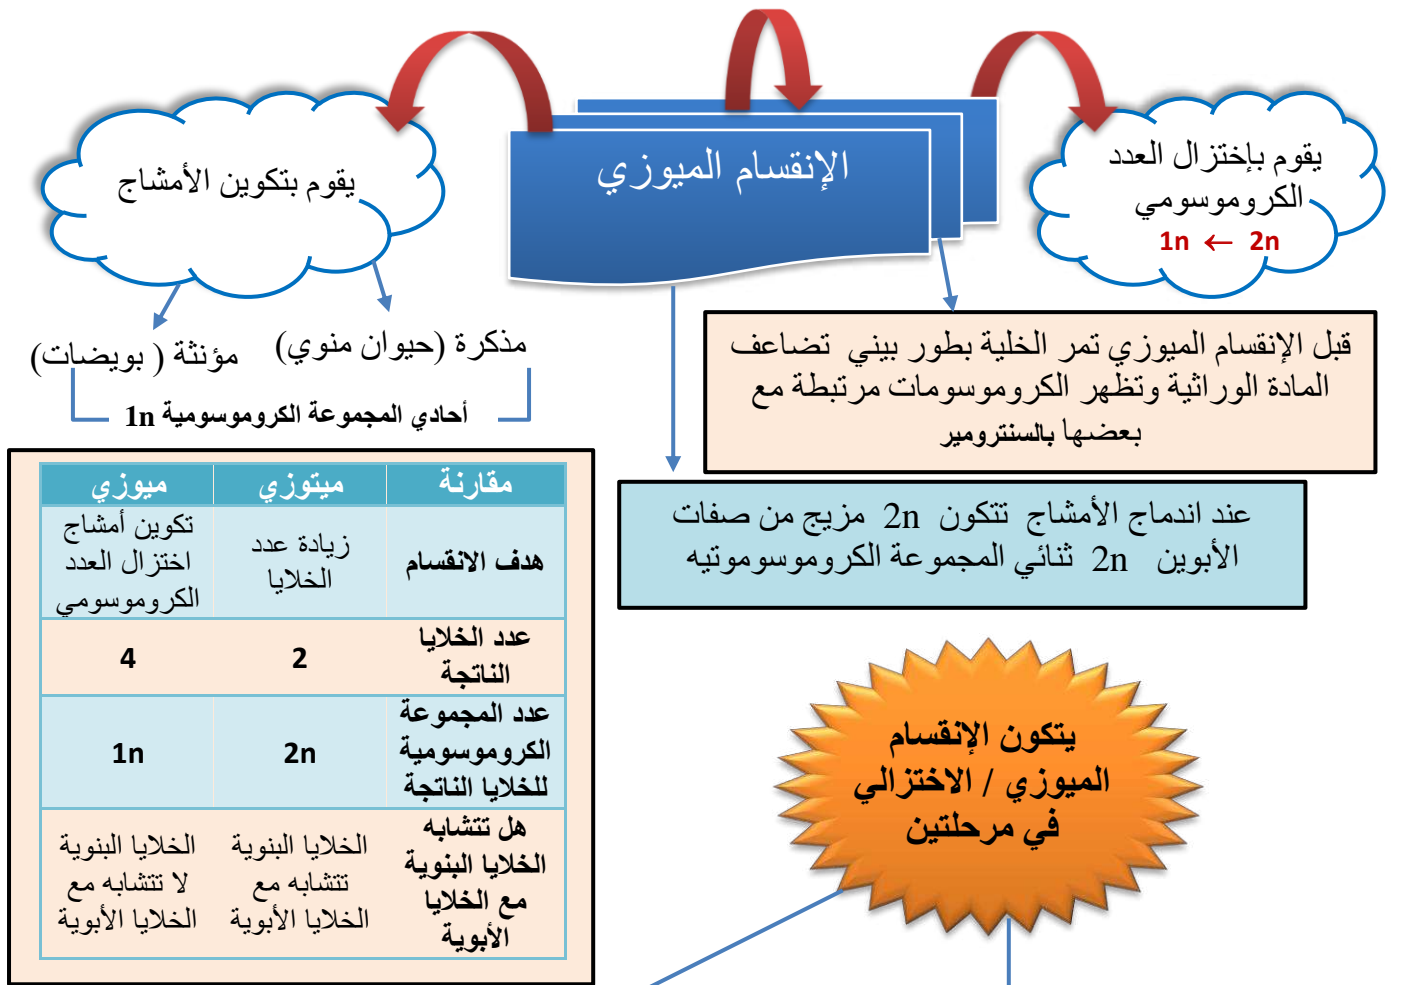 الإنقسام الميوزي
يقوم بإختزال العدد
الكروموسومي
1n ← 2n
يقوم بتكوين الأمشاج
مذكرة (حيوان منوي)
مؤنثة ( بويضات)
أحادي المجموعة الكروموسومية 1n
قبل الإنقسام الميوزي تمر الخلية بطور بيني تضاعف
المادة الوراثية وتظهر الكروموسومات مرتبطة مع
بعضها بالسنترومير
عند اندماج الأمشاج تتكون 2n مزيج من صفات
الأبوين 2n ثنائي المجموعة الكروموسوموتيه
مقارنة
ميتوزي
ميوزي
هدف الانقسام
زيادة عدد
الخلايا
تكوين أمشاج
اختزال العدد
الكروموسومي
عدد الخلايا
الناتجة
2
4
عدد المجموعة
الكروموسومية
للخلايا الناتجة
2n
1n
هل تتشابه
الخلايا البنوية
مع الخلايا
الأبوية
الخلايا البنوية
تتشابه مع
الخلايا الأبوية
الخلايا البنوية
لا تتشابه مع
الخلايا الأبوية
يتكون الإنقسام
الميوزي / الاختزالي
في مرحلتين